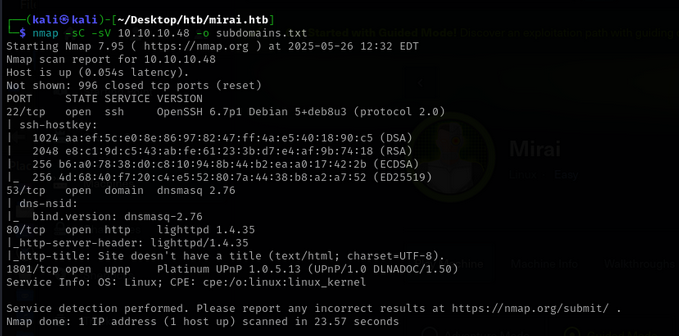 ┌──(kali㉿kali)-[~/Desktop/htb/mirai.htb]
└─$ nmap -sC -sV 10.10.10.48 -o subdomains.txt
Starting Nmap 7.95 ( https://nmap.org ) at 2025-05-26 12:32 EDT
Nmap scan report for 10.10.10.48
Host is up (0.054s latency).
Not shown: 996 closed tcp ports (reset)
PORT     STATE SERVICE VERSION
22/tcp   open  ssh     OpenSSH 6.7p1 Debian 5+deb8u3 (protocol 2.0)
| ssh-hostkey:
|   1024 aa:ef:5c:e0:8e:86:97:82:47:ff:4a:e5:40:18:90:c5 (DSA)
|   2048 e8:c1:9d:c5:43:ab:fe:61:23:3b:d7:e4:af:9b:74:18 (RSA)
|   256 b6:a0:78:38:d0:c8:10:94:8b:44:b2:ea:a0:17:42:2b (ECDSA)
|_  256 4d:68:40:f7:20:c4:e5:52:80:7a:44:38:b8:a2:a7:52 (ED25519)
53/tcp   open  domain  dnsmasq 2.76
| dns-nsid:
|_  bind.version: dnsmasq-2.76
80/tcp   open  http    lighttpd 1.4.35
|_http-server-header: lighttpd/1.4.35
|_http-title: Site doesn't have a title (text/html; charset=UTF-8).
1801/tcp open  upnp    Platinum UPnP 1.0.5.13 (UPnP/1.0 DLNADOC/1.50)
Service Info: OS: Linux; CPE: cpe:/o:linux:linux_kernel
Service detection performed. Please report any incorrect results at https://nmap.org/submit/ .
Nmap done: 1 IP address (1 host up) scanned in 23.57 seconds
Mirai